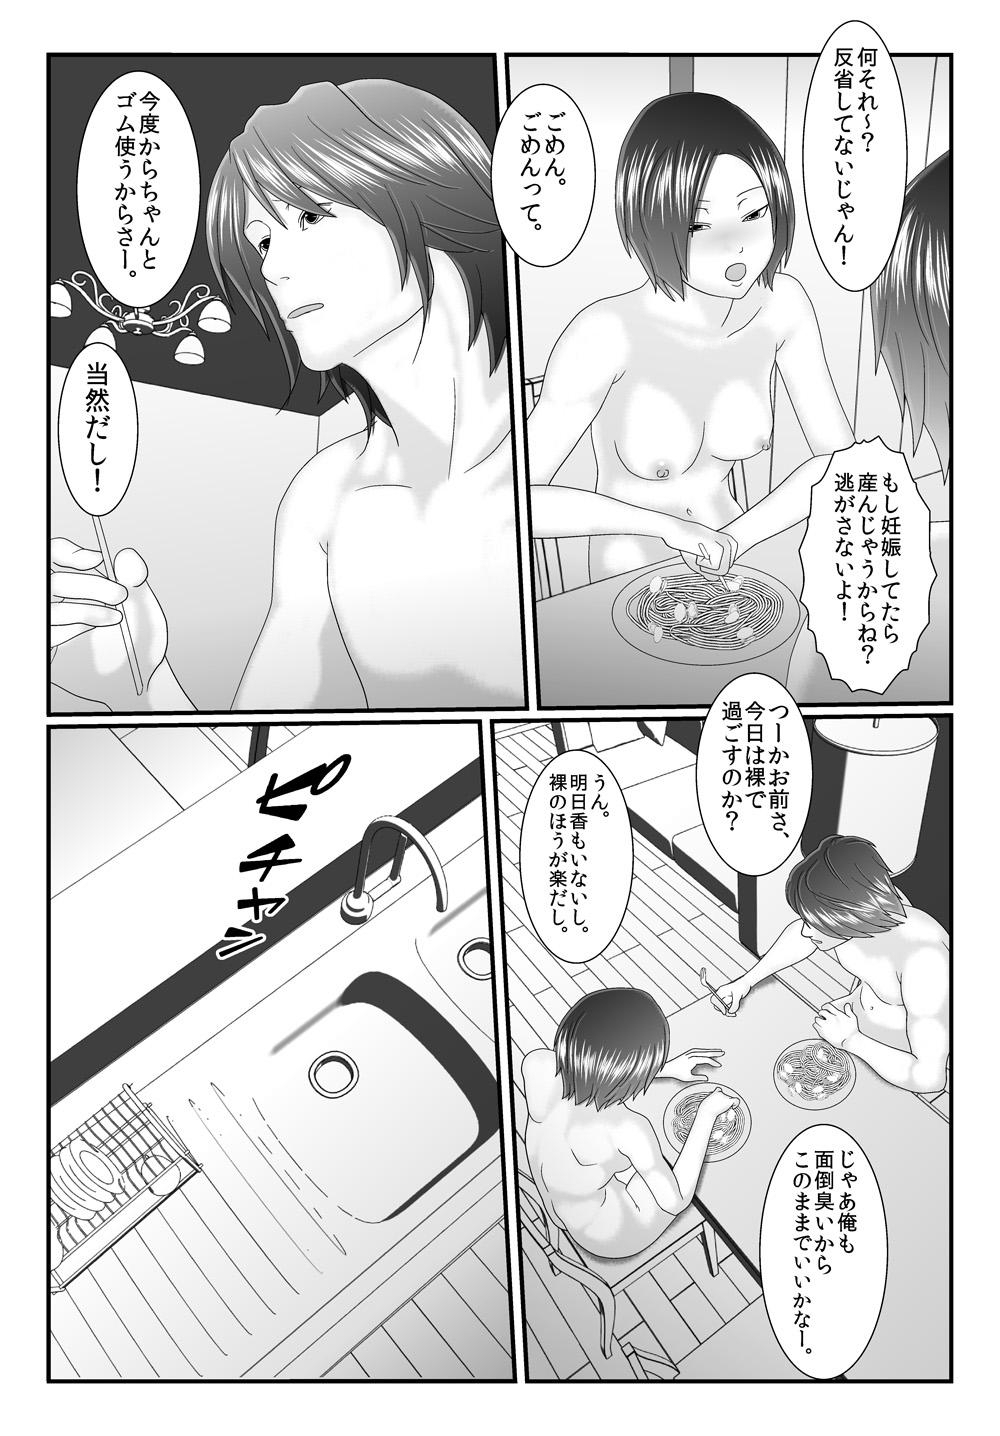 何それ～？
反省してないじゃん！
ごめん。
ごめんって。
もし妊娠してたら
産んじゃうからね？
逃がさないよ！
今度からちゃんと
ゴム使うからさー。
当然だし！
つーかお前さ、
今日は裸で
過ごすのか？
うん。
明日香もいないし。
裸のほうが楽だし。
じゃあ俺も
面倒臭いから
このままでいいかなー。
ピチャン